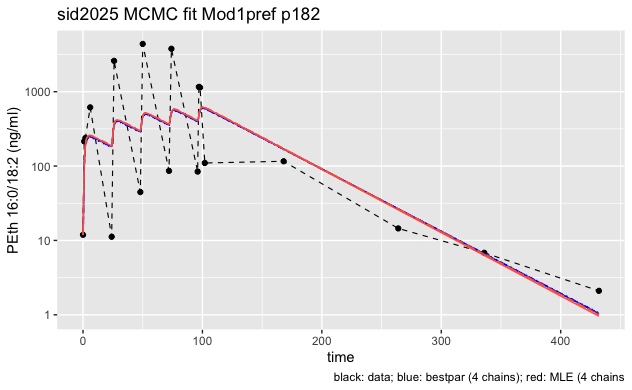 sid2025 MCMC fit Mod1pref p182
PEth 16:0/18:2 (ng/ml)
1000
100
10
1
0 100 200 300 400
time
black: data; blue: bestpar (4 chains); red: MLE (4 chains